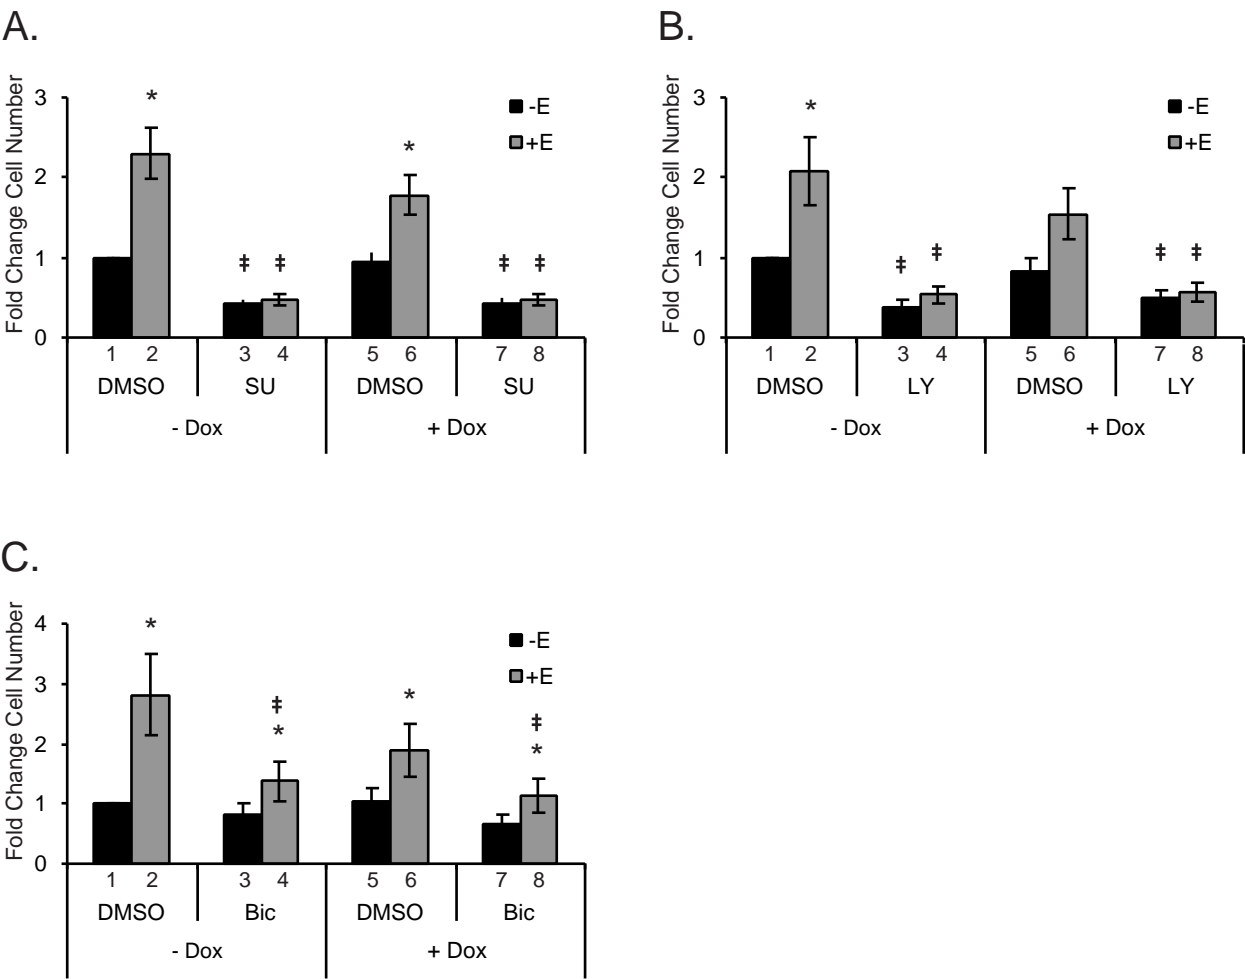 A.
Fold Change Cell Number
3
2
1
0
-E
+E
*
‡ ‡
*
‡ ‡
1 2 3 4 5 6 7 8
DMSO SU DMSO SU
- Dox + Dox
B.
Fold Change Cell Number
3
2
1
0
-E
+E
*
‡ ‡
‡ ‡
1 2 3 4 5 6 7 8
DMSO LY DMSO LY
- Dox + Dox
C.
Fold Change Cell Number
4
3
2
1
0
-E
+E
*
‡
*
*
‡
*
1 2 3 4 5 6 7 8
DMSO Bic DMSO Bic
- Dox + Dox